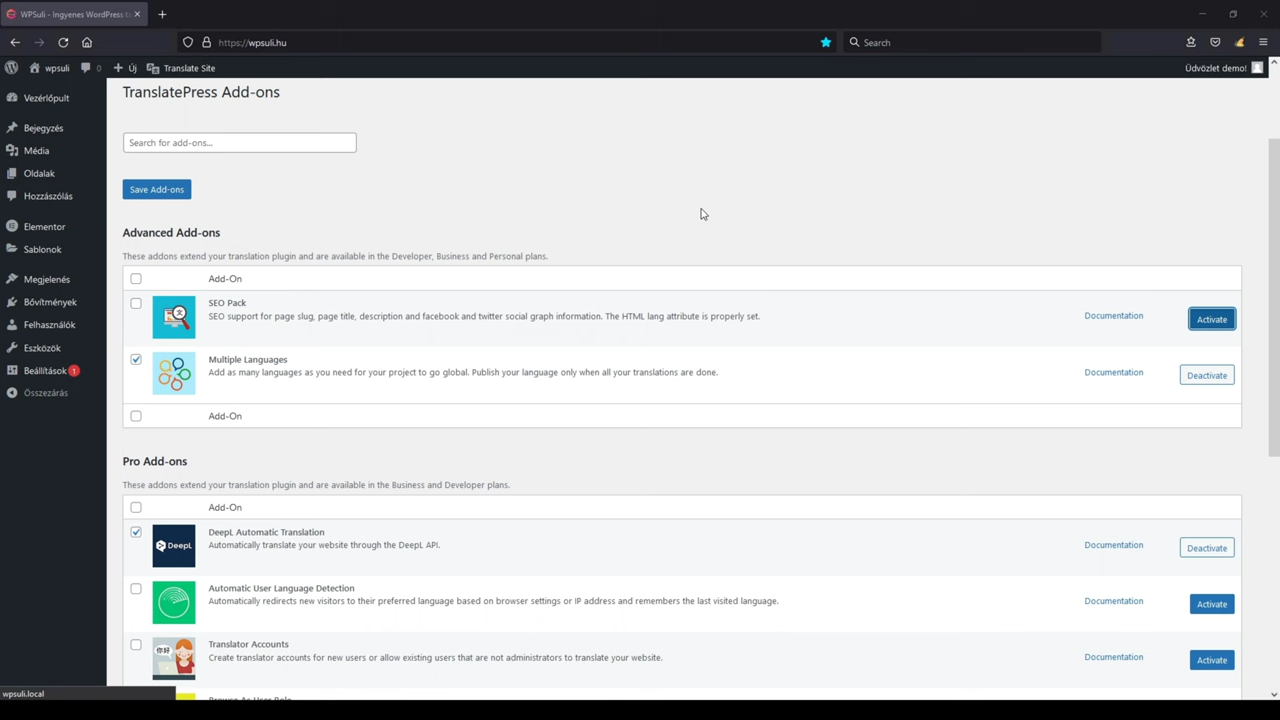 WPSuli - Ingyenes WordPress t
https://wpsuli.hu
Search
wpsuli
0
Új
Translate Site
Üdvözlet demo!
Vezérlőpult
Bejegyzés
Média
Oldalak
Hozzászólás
Elementor
Sablonok
Megjelenés
Bővítmények
Felhasználók
Eszközök
Beállítások 1
Összezárás
TranslatePress Add-ons
Search for add-ons...
Save Add-ons
Advanced Add-ons
These addons extend your translation plugin and are available in the Developer, Business and Personal plans.
Add-On
SEO Pack
SEO support for page slug, page title, description and facebook and twitter social graph information. The HTML lang attribute is properly set.
Documentation
Activate
Multiple Languages
Add as many languages as you need for your project to go global. Publish your language only when all your translations are done.
Documentation
Deactivate
Add-On
Pro Add-ons
These addons extend your translation plugin and are available in the Business and Developer plans.
Add-On
DeepL
DeepL Automatic Translation
Automatically translate your website through the DeepL API.
Documentation
Deactivate
Automatic User Language Detection
Automatically redirects new visitors to their preferred language based on browser settings or IP address and remembers the last visited language.
Documentation
Activate
你好
Translator Accounts
Create translator accounts for new users or allow existing users that are not administrators to translate your website.
Documentation
Activate
Browse As User Role
wpsuli.local